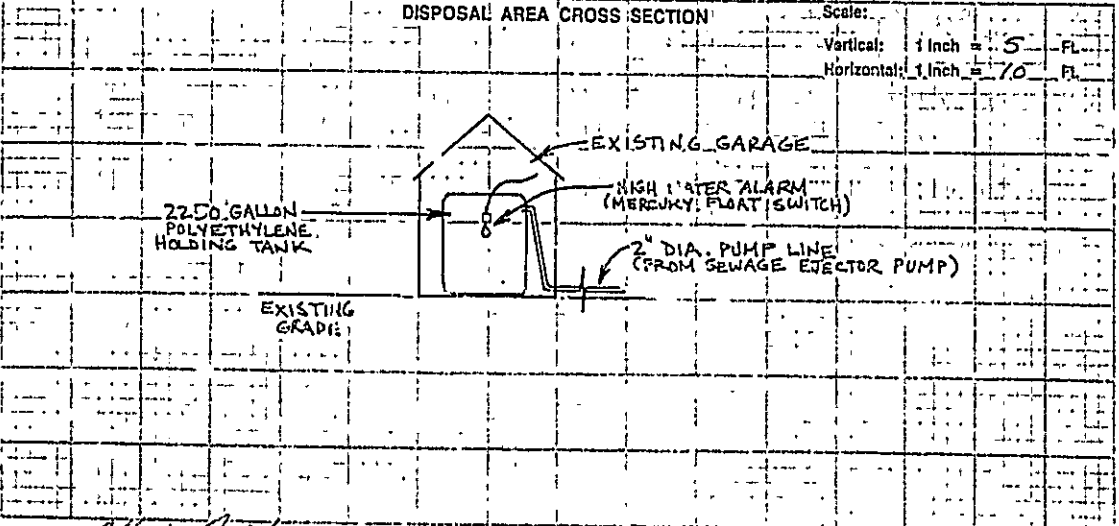 DISPOSAL AREA CROSS SECTION
Scale:
Vertical: 1 Inch = 5 Ft.
Horizontal: 1 Inch = 10 Ft.
EXISTING GARAGE
HIGH WATER ALARM
(MERCURY FLOAT SWITCH)
2250 GALLON
POLYETHYLENE
HOLDING TANK
2" DIA. PUMP LINE
(FROM SEWAGE EJECTOR PUMP)
EXISTING
GRADE